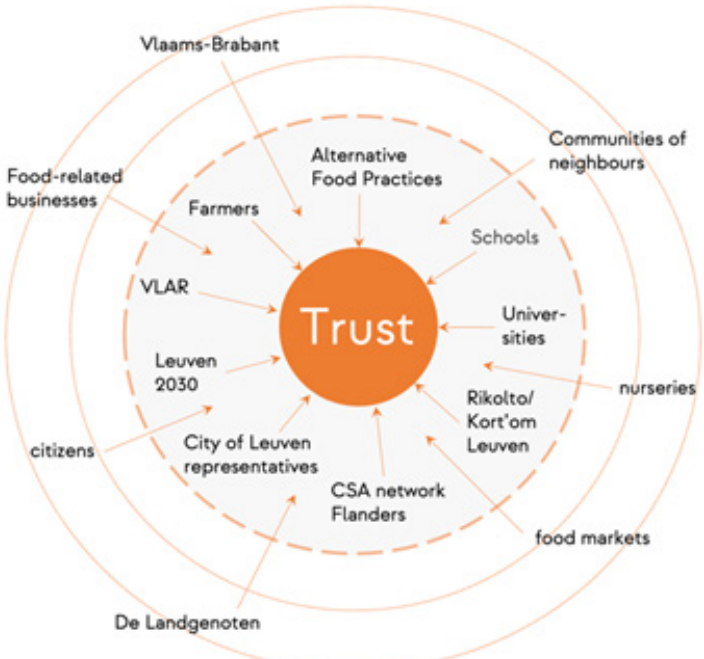 Vlaams-Brabant
Alternative
Food Practices
Communities of
neighbours
Food-related
businesses
Farmers
Schools
VLAR
Trust
Univer-
sities
Leuven
2030
nurseries
Rikolto/
Kort'om
Leuven
citizens
City of Leuven
representatives
CSA network
Flanders
food markets
De Landgenoten